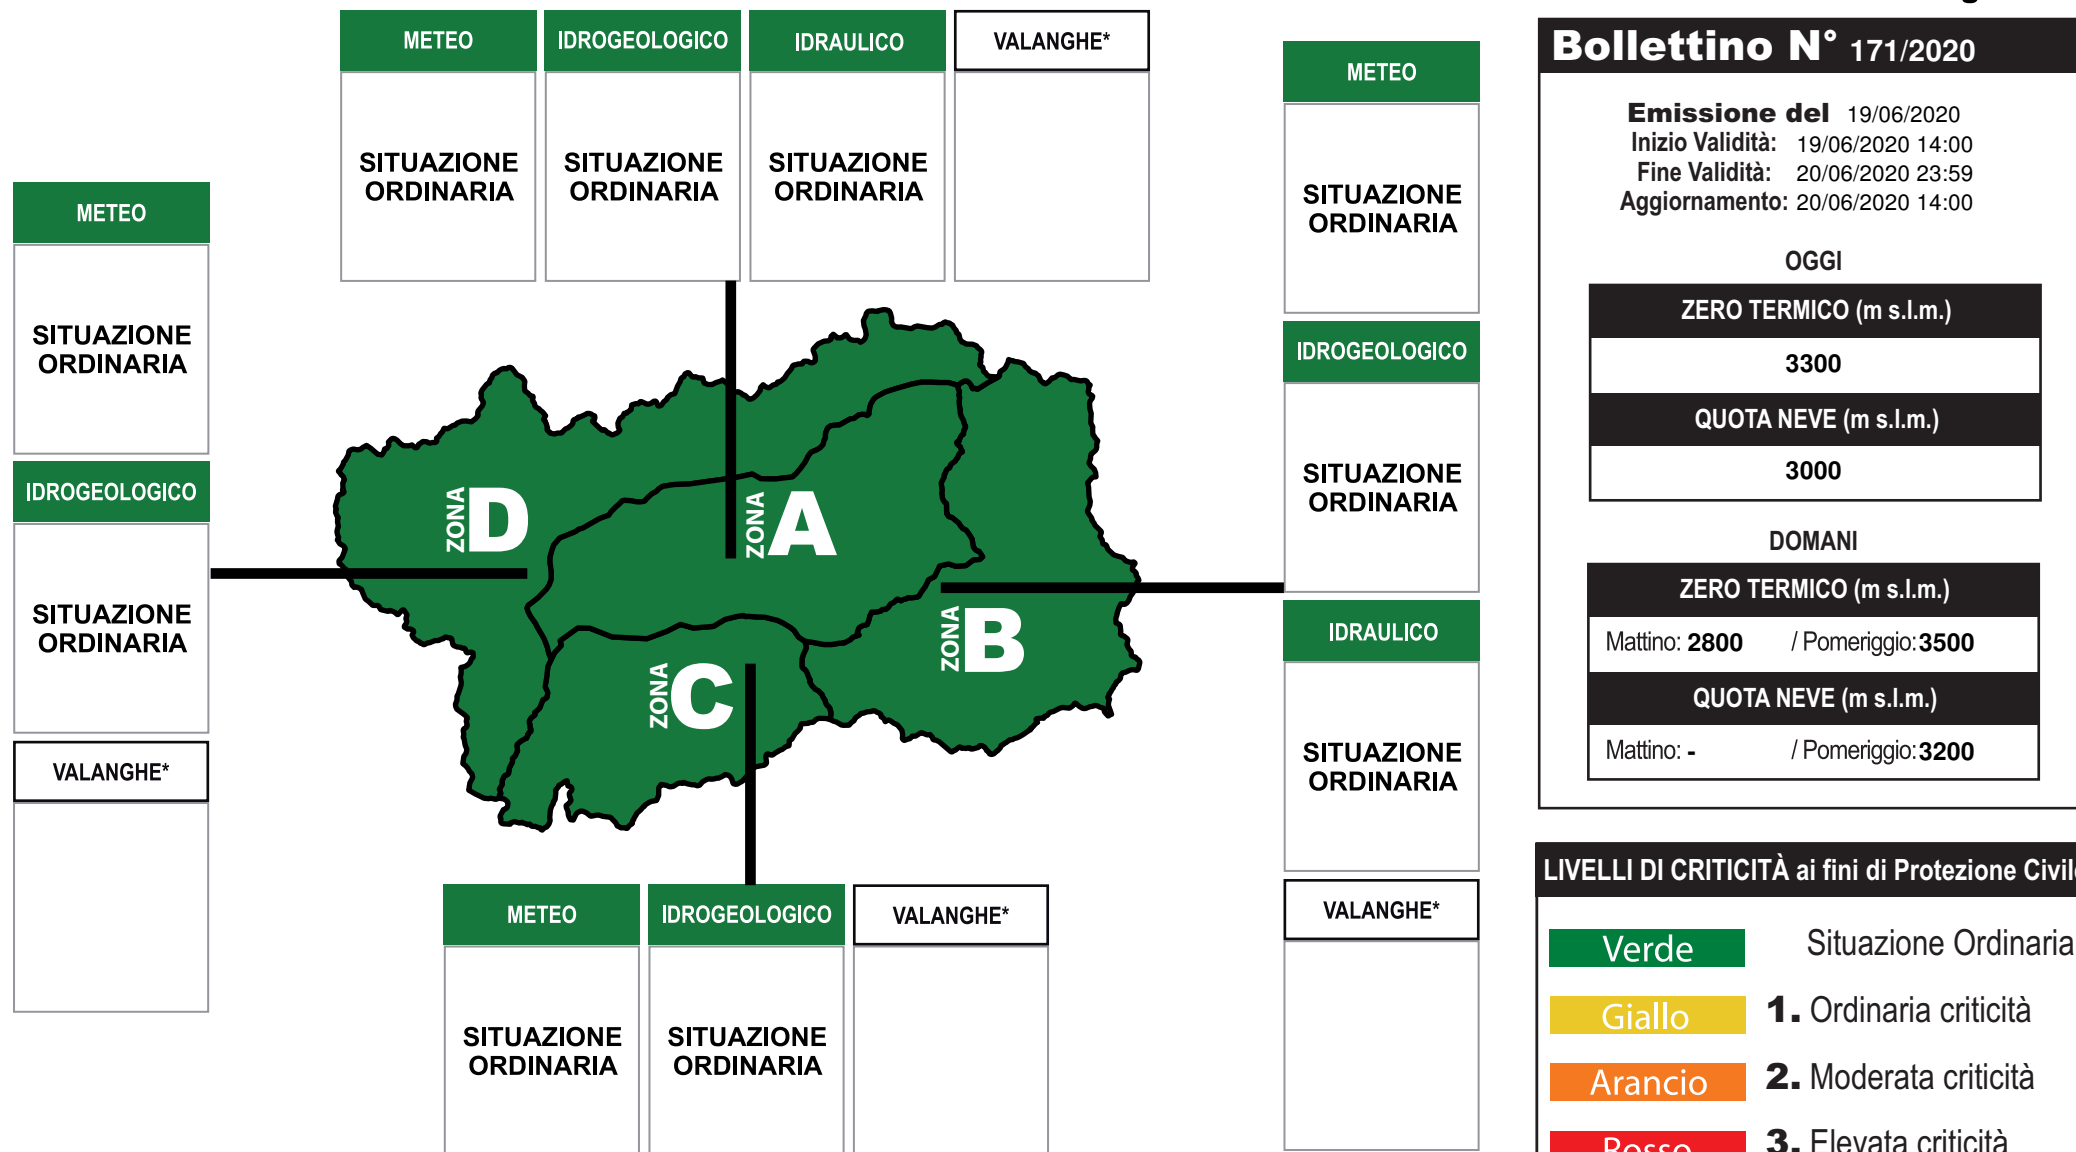 METEO IDROGEOLOGICO IDRAULICO VALANGHE*
SITUAZIONE ORDINARIA
SITUAZIONE ORDINARIA
SITUAZIONE ORDINARIA
METEO
SITUAZIONE
ORDINARIA
IDROGEOLOGICO
SITUAZIONE
ORDINARIA
VALANGHE*
ZONA D
ZONA A
ZONA B
ZONA C
METEO
SITUAZIONE
ORDINARIA
IDROGEOLOGICO
SITUAZIONE
ORDINARIA
IDRAULICO
SITUAZIONE
ORDINARIA
VALANGHE*
METEO IDROGEOLOGICO VALANGHE*
SITUAZIONE ORDINARIA
SITUAZIONE ORDINARIA
Bollettino N° 171/2020
Emissione del 19/06/2020
Inizio Validità: 19/06/2020 14:00
Fine Validità: 20/06/2020 23:59
Aggiornamento: 20/06/2020 14:00
OGGI
ZERO TERMICO (m s.l.m.)
3300
QUOTA NEVE (m s.l.m.)
3000
DOMANI
ZERO TERMICO (m s.l.m.)
Mattino: 2800 / Pomeriggio: 3500
QUOTA NEVE (m s.l.m.)
Mattino: - / Pomeriggio: 3200
LIVELLI DI CRITICITÀ ai fini di Protezione Civile
Verde Situazione Ordinaria
Giallo 1. Ordinaria criticità
Arancio 2. Moderata criticità
Rosso 3. Elevata criticità